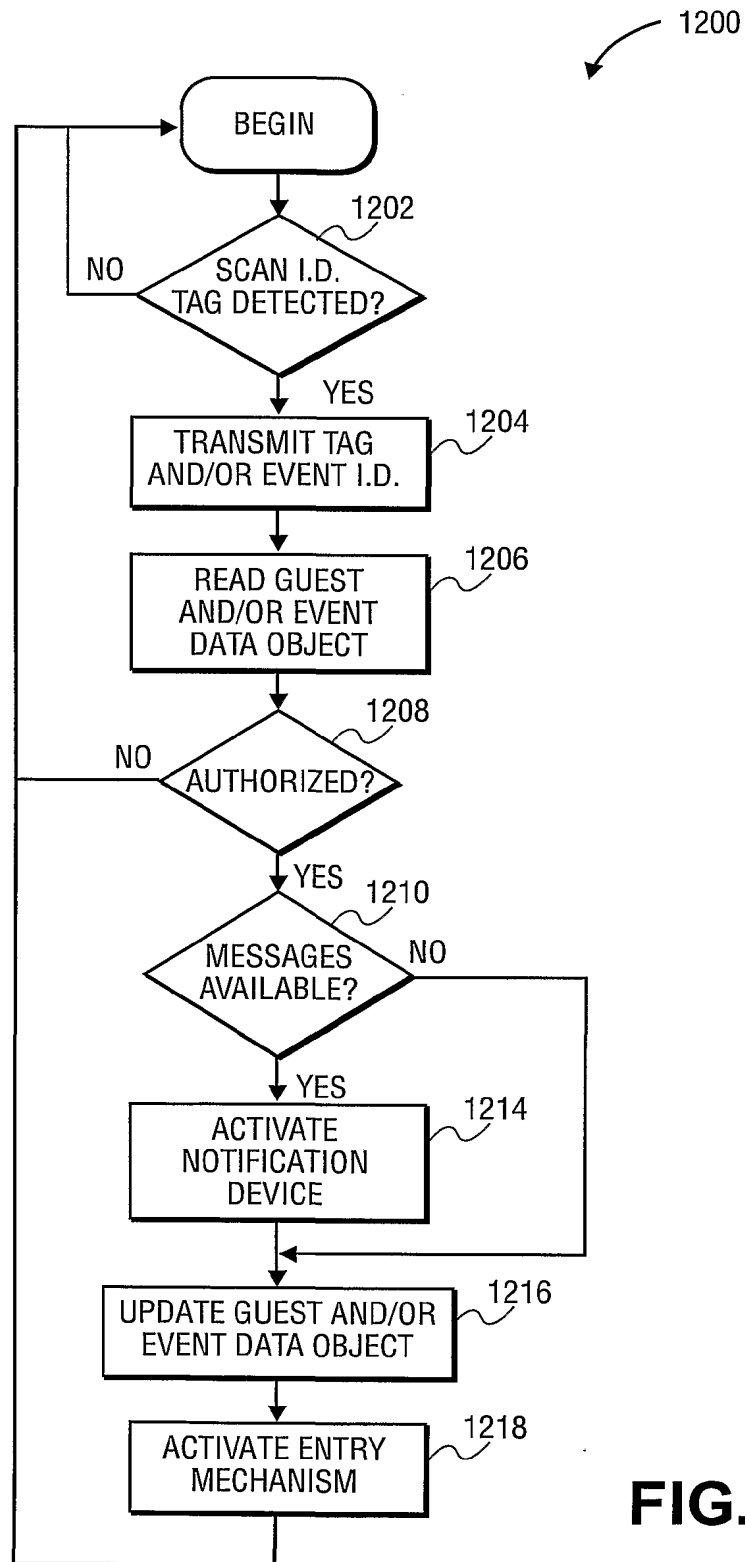 1200
BEGIN
1202
NO
SCAN I.D.
TAG DETECTED?
YES
1204
TRANSMIT TAG
AND/OR EVENT I.D.
1206
READ GUEST
AND/OR EVENT
DATA OBJECT
1208
NO
AUTHORIZED?
YES
1210
NO
MESSAGES
AVAILABLE?
YES
1214
ACTIVATE
NOTIFICATION
DEVICE
1216
UPDATE GUEST AND/OR
EVENT DATA OBJECT
1218
ACTIVATE ENTRY
MECHANISM
FIG.